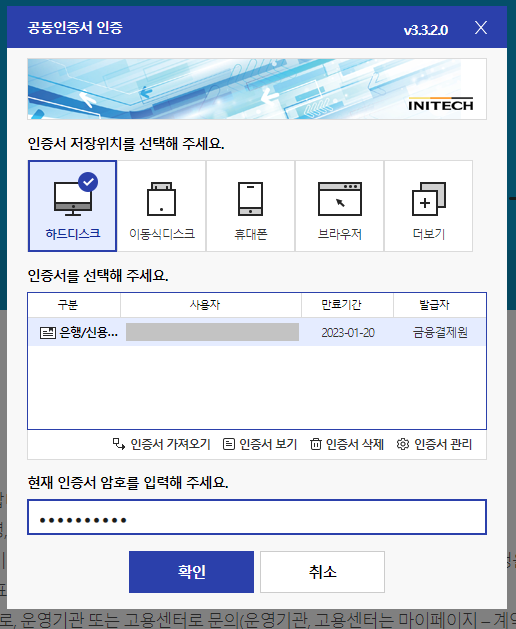 공동인증서 인증 v3.3.2.0 X
INITECH
인증서 저장위치를 선택해 주세요.
하드디스크 이동식디스크 휴대폰 브라우저 더보기
인증서를 선택해 주세요.
구분 사용자 만료기간 발급자
은행/신용... 2023-01-20 금융결제원
인증서 가져오기 인증서 보기 인증서 삭제 인증서 관리
현재 인증서 암호를 입력해 주세요.
●●●●●●●●●●
확인 취소
로, 운영기관 또는 고용센터로 문의(운영기관, 고용센터는 마이페이지 – 계약